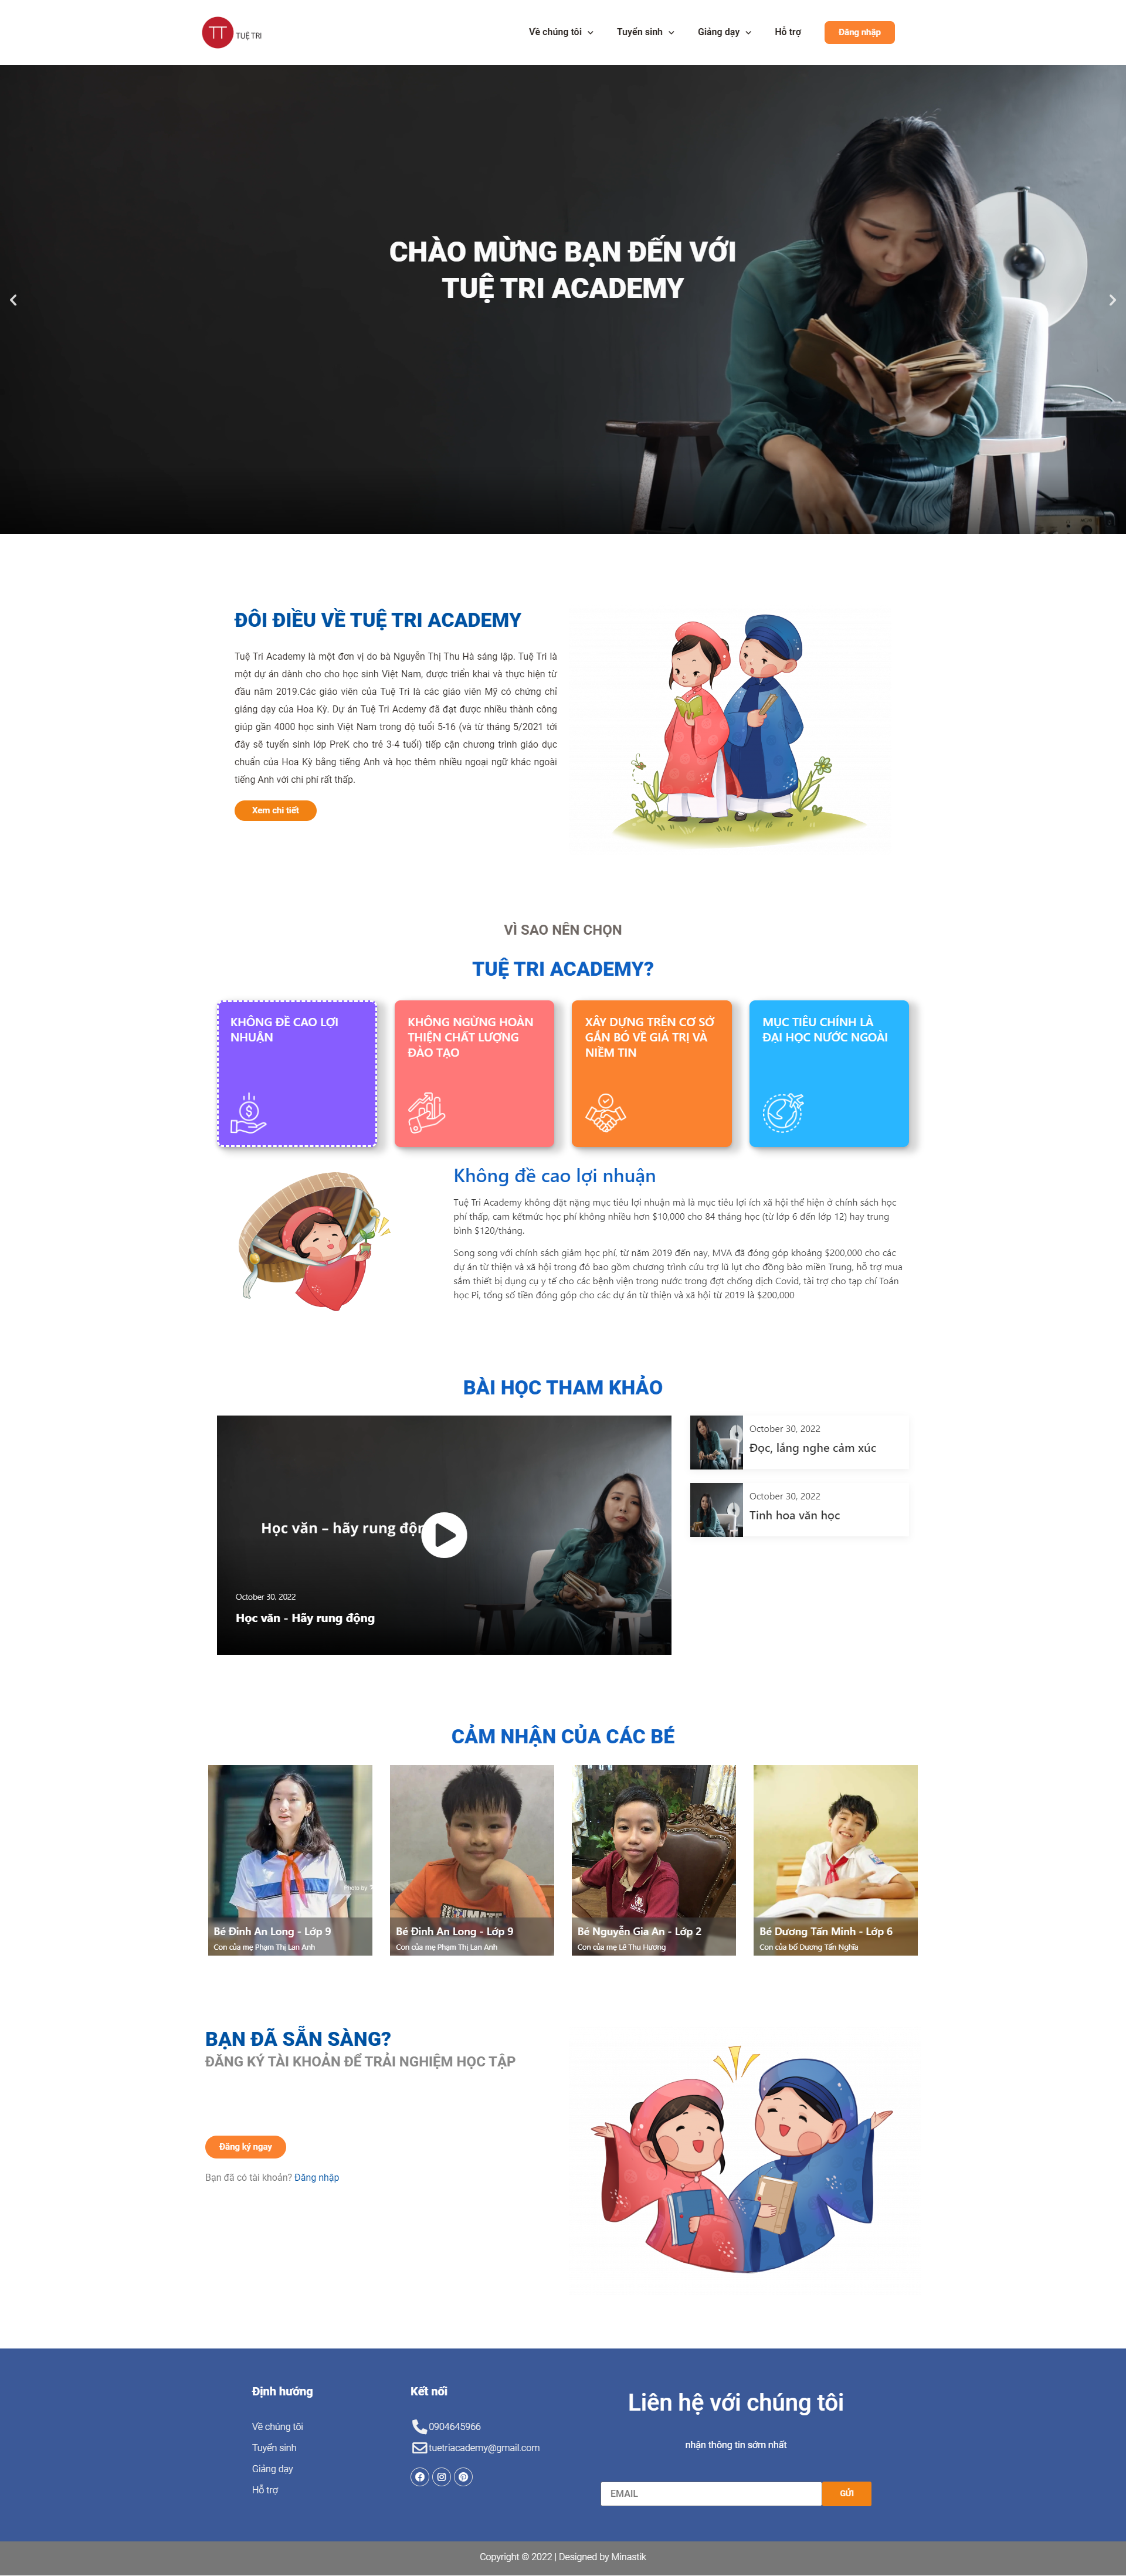 TT TUỆ TRI
Về chúng tôi Tuyển sinh Giảng dạy Hỗ trợ Đăng nhập
CHÀO MỪNG BẠN ĐẾN VỚI
TUỆ TRI ACADEMY
ĐÔI ĐIỀU VỀ TUỆ TRI ACADEMY
Tuệ Tri Academy là một đơn vị do bà Nguyễn Thị Thu Hà sáng lập. Tuệ Tri là
một dự án dành cho cho học sinh Việt Nam, được triển khai và thực hiện từ
đầu năm 2019.Các giáo viên của Tuệ Tri là các giáo viên Mỹ có chứng chỉ
giảng dạy của Hoa Kỳ. Dự án Tuệ Tri Acdemy đã đạt được nhiều thành công
giúp gần 4000 học sinh Việt Nam trong độ tuổi 5-16 (và từ tháng 5/2021 tới
đây sẽ tuyển sinh lớp PreK cho trẻ 3-4 tuổi) tiếp cận chương trình giáo dục
chuẩn của Hoa Kỳ bằng tiếng Anh và học thêm nhiều ngoại ngữ khác ngoài
tiếng Anh với chi phí rất thấp.
Xem chi tiết
VÌ SAO NÊN CHỌN
TUỆ TRI ACADEMY?
KHÔNG ĐỀ CAO LỢI
NHUẬN
KHÔNG NGỪNG HOÀN
THIỆN CHẤT LƯỢNG
ĐÀO TẠO
XÂY DỰNG TRÊN CƠ SỞ
GẮN BÓ VỀ GIÁ TRỊ VÀ
NIỀM TIN
MỤC TIÊU CHÍNH LÀ
ĐẠI HỌC NƯỚC NGOÀI
Không đề cao lợi nhuận
Tuệ Tri Academy không đặt nặng mục tiêu lợi nhuận mà là mục tiêu lợi ích xã hội thể hiện ở chính sách học
phí thấp, cam kếtmức học phí không nhiều hơn $10,000 cho 84 tháng học (từ lớp 6 đến lớp 12) hay trung
bình $120/tháng.
Song song với chính sách giảm học phí, từ năm 2019 đến nay, MVA đã đóng góp khoảng $200,000 cho các
dự án từ thiện và xã hội trong đó bao gồm chương trình cứu trợ lũ lụt cho đồng bào miền Trung, hỗ trợ mua
sắm thiết bị dụng cụ y tế cho các bệnh viện trong nước trong đợt chống dịch Covid, tài trợ cho tạp chí Toán
học Pi, tổng số tiền đóng góp cho các dự án từ thiện và xã hội từ 2019 là $200,000
BÀI HỌC THAM KHẢO
Học văn – hãy rung độn
October 30, 2022
Học văn - Hãy rung động
October 30, 2022
Đọc, lắng nghe cảm xúc
October 30, 2022
Tinh hoa văn học
CẢM NHẬN CỦA CÁC BÉ
Photo by
Bé Đinh An Long - Lớp 9
Con của mẹ Phạm Thị Lan Anh
Bé Đinh An Long - Lớp 9
Con của mẹ Phạm Thị Lan Anh
Bé Nguyễn Gia An - Lớp 2
Con của mẹ Lê Thu Hương
Bé Dương Tấn Minh - Lớp 6
Con của bố Dương Tấn Nghĩa
BẠN ĐÃ SẴN SÀNG?
ĐĂNG KÝ TÀI KHOẢN ĐỂ TRẢI NGHIỆM HỌC TẬP
Đăng ký ngay
Bạn đã có tài khoản? Đăng nhập
Định hướng
Về chúng tôi
Tuyển sinh
Giảng dạy
Hỗ trợ
Kết nối
0904645966
tuetriacademy@gmail.com
Liên hệ với chúng tôi
nhận thông tin sớm nhất
EMAIL GỬI
Copyright © 2022 | Designed by Minastik